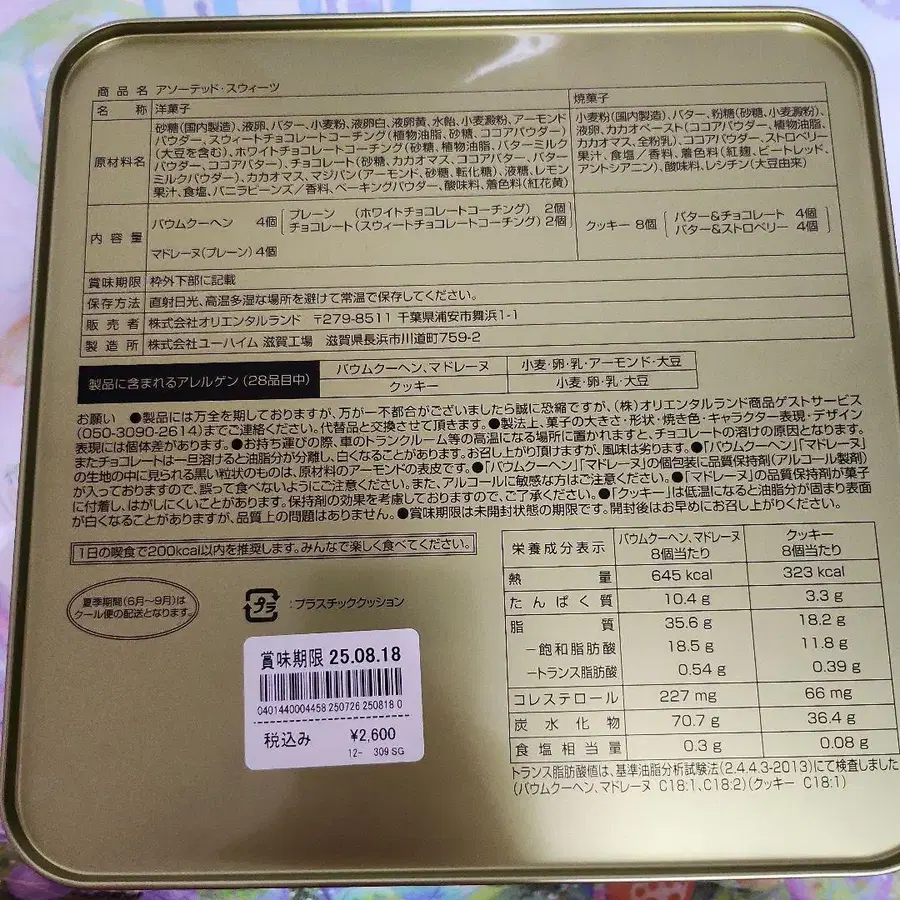 商品名 アソーテッド・スウィーツ
名称 洋菓子
焼菓子
原材料名
砂糖(国内製造)、液卵、バター、小麦粉、液卵白、液卵黄、水飴、小麦澱粉、アーモンド
パウダー、スウィートチョコレートコーチング(植物油脂、砂糖、ココアパウダー)
(大豆を含む)、ホワイトチョコレートコーチング(砂糖、植物油脂、バターミルク
パウダー、ココアバター)、チョコレート(砂糖、カカオマス、ココアバター、バター
ミルクパウダー)、カカオマス、マジパン(アーモンド、砂糖、転化糖)、液糖、レモン
果汁、食塩、バニラビーンズ/香料、ベーキングパウダー、酸味料、着色料(紅花黄)
小麦粉(国内製造)、バター、粉糖(砂糖、小麦澱粉)、
液卵、カカオペースト(ココアパウダー、植物油脂、
カカオマス、全粉乳)、ココアパウダー、ストロベリー
果汁、食塩/香料、着色料(紅麹、ビートレッド、
アントシアニン)、酸味料、レシチン(大豆由来)
内容量
バウムクーヘン 4個
プレーン (ホワイトチョコレートコーチング) 2個
チョコレート(スウィートチョコレートコーチング) 2個
マドレーヌ(プレーン) 4個
クッキー 8個
バター&チョコレート 4個
バター&ストロベリー 4個
賞味期限 枠外下部に記載
保存方法 直射日光、高温多湿な場所を避けて常温で保存してください。
販売者 株式会社オリエンタルランド 〒279-8511 千葉県浦安市舞浜1-1
製造所 株式会社ユーハイム 滋賀工場 滋賀県長浜市川道町759-2
製品に含まれるアレルゲン(28品目中)
バウムクーヘン、マドレーヌ 小麦・卵・乳・アーモンド・大豆
クッキー 小麦・卵・乳・大豆
お願い ●製品には万全を期しておりますが、万が一不都合がございましたら誠に恐縮ですが、(株)オリエンタルランド商品ゲストサービス
(050-3090-2614)までご連絡ください。代替品と交換させて頂きます。●製法上、菓子の大きさ・形状・焼き色・キャラクター表現・デザイン
表現には個体差があります。●お持ち運びの際、車のトランクルーム等の高温になる場所に置かれますと、チョコレートの溶けの原因となります。
またチョコレートは一旦溶けると油脂分が分離し、白くなることがあります。お召し上がり頂けますが、風味は劣ります。●「バウムクーヘン」「マドレーヌ」
の生地の中に見られる黒い粒状のものは、原材料のアーモンドの表皮です。●「バウムクーヘン」「マドレーヌ」の個包装に品質保持剤(アルコール製剤)
が入っておりますので、誤って食べないようにご注意ください。また、アルコールに敏感な方はご注意ください。●「マドレーヌ」の品質保持剤が菓子
に付着し、はがしにくいことがあります。保持剤の効果を考慮しておりますので、ご了承ください。●「クッキー」は低温になると油脂分が固まり表面
が白くなることがありますが、品質上の問題はありません。●賞味期限は未開封状態の期限です。開封後はお早めにお召し上がりください。
1日の喫食で200kcal以内を推奨します。みんなで楽しく食べてください。
夏季期間(6月〜9月)は
クール便の配送となります。
プラ :プラスチッククッション
賞味期限 25.08.18
0401440004458 250726 250818 0
税込み ¥2,600
12- 309 SG
栄養成分表示 バウムクーヘン、マドレーヌ 8個当たり クッキー 8個当たり
熱量 645 kcal 323 kcal
たんぱく質 10.4 g 3.3 g
脂質 35.6 g 18.2 g
-飽和脂肪酸 18.5 g 11.8 g
-トランス脂肪酸 0.54 g 0.39 g
コレステロール 227 mg 66 mg
炭水化物 70.7 g 36.4 g
食塩相当量 0.3 g 0.08 g
トランス脂肪酸値は、基準油脂分析試験法(2.4.4.3-2013)にて検査しました
(バウムクーヘン、マドレーヌ C18:1、C18:2)(クッキー C18:1)